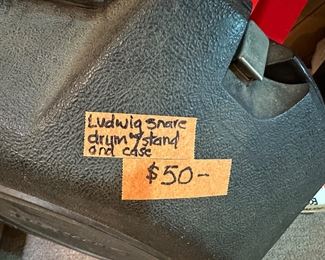 Ludwig snare
drum w/stand
and case
$50-